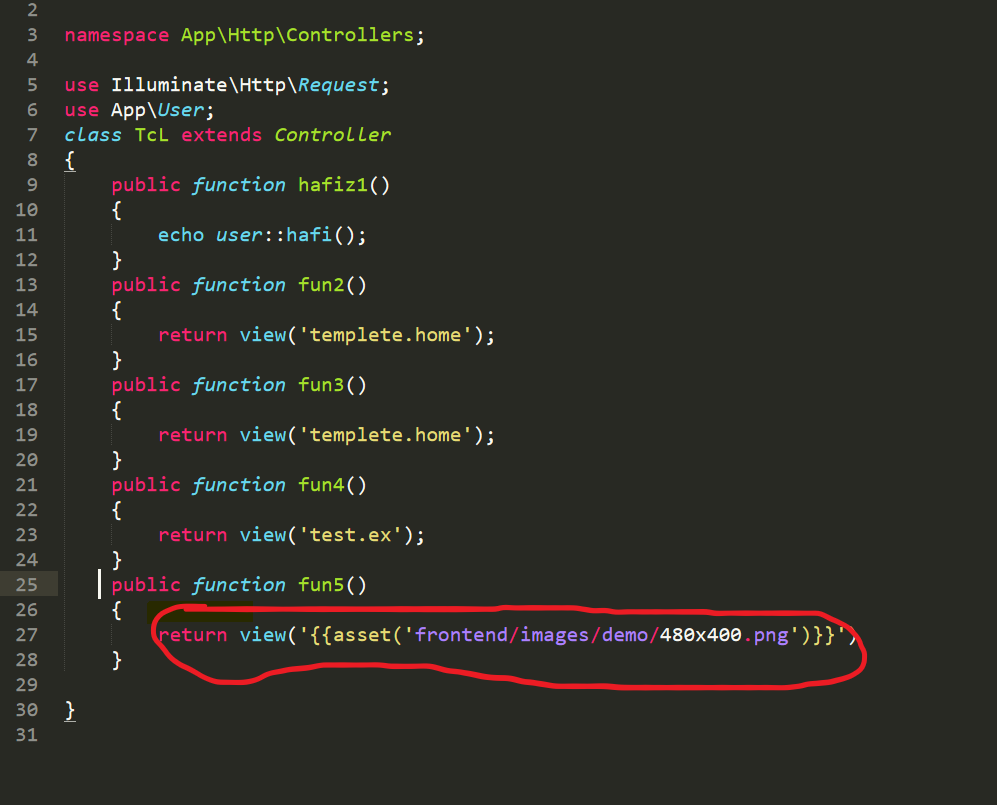 2
3 namespace App\Http\Controllers;
4
5 use Illuminate\Http\Request;
6 use App\User;
7 class TcL extends Controller
8 {
9 public function hafiz1()
10 {
11 echo user::hafi();
12 }
13 public function fun2()
14 {
15 return view('templete.home');
16 }
17 public function fun3()
18 {
19 return view('templete.home');
20 }
21 public function fun4()
22 {
23 return view('test.ex');
24 }
25 public function fun5()
26 {
27 return view('{{asset('frontend/images/demo/480x400.png')}}')
28 }
29
30 }
31